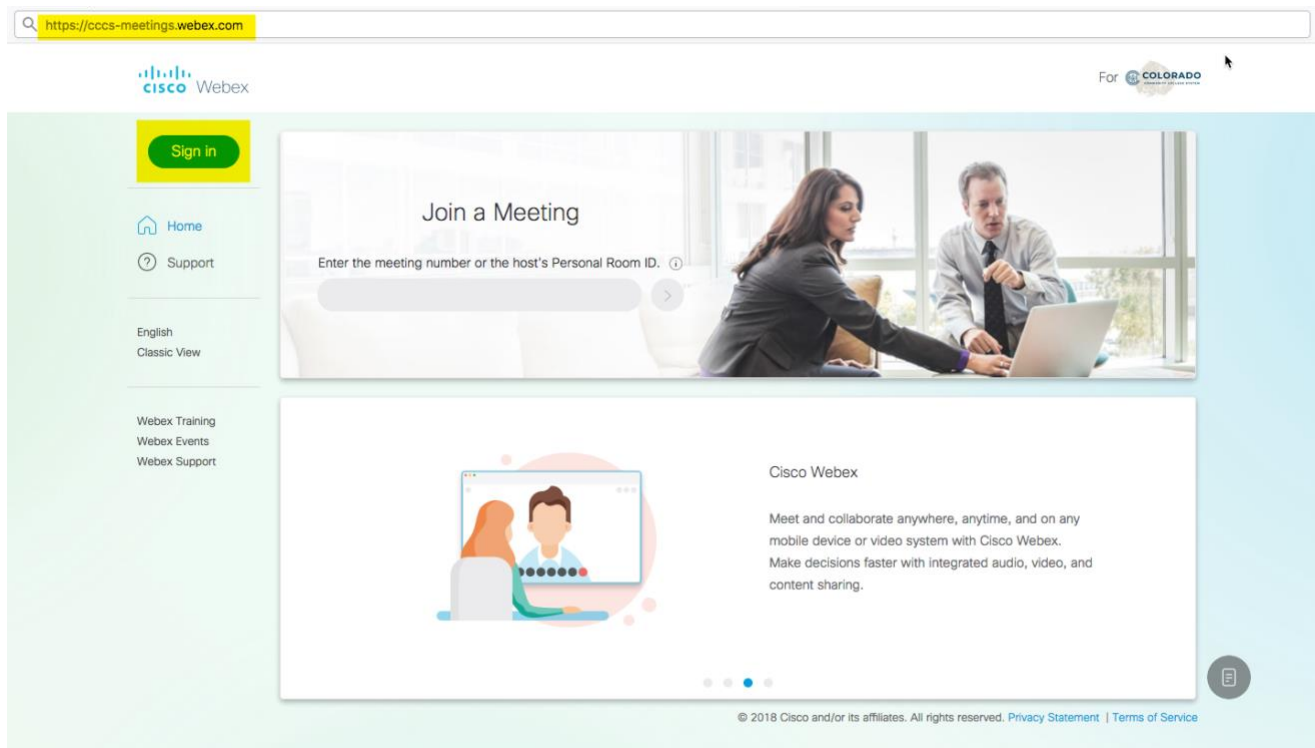 https://cccs-meetings.webex.com
cisco Webex
For COLORADO
COMMUNITY COLLEGE SYSTEM
Sign in
Home
Support
English
Classic View
Webex Training
Webex Events
Webex Support
Join a Meeting
Enter the meeting number or the host's Personal Room ID.
Cisco Webex
Meet and collaborate anywhere, anytime, and on any
mobile device or video system with Cisco Webex.
Make decisions faster with integrated audio, video, and
content sharing.
© 2018 Cisco and/or its affiliates. All rights reserved. Privacy Statement | Terms of Service